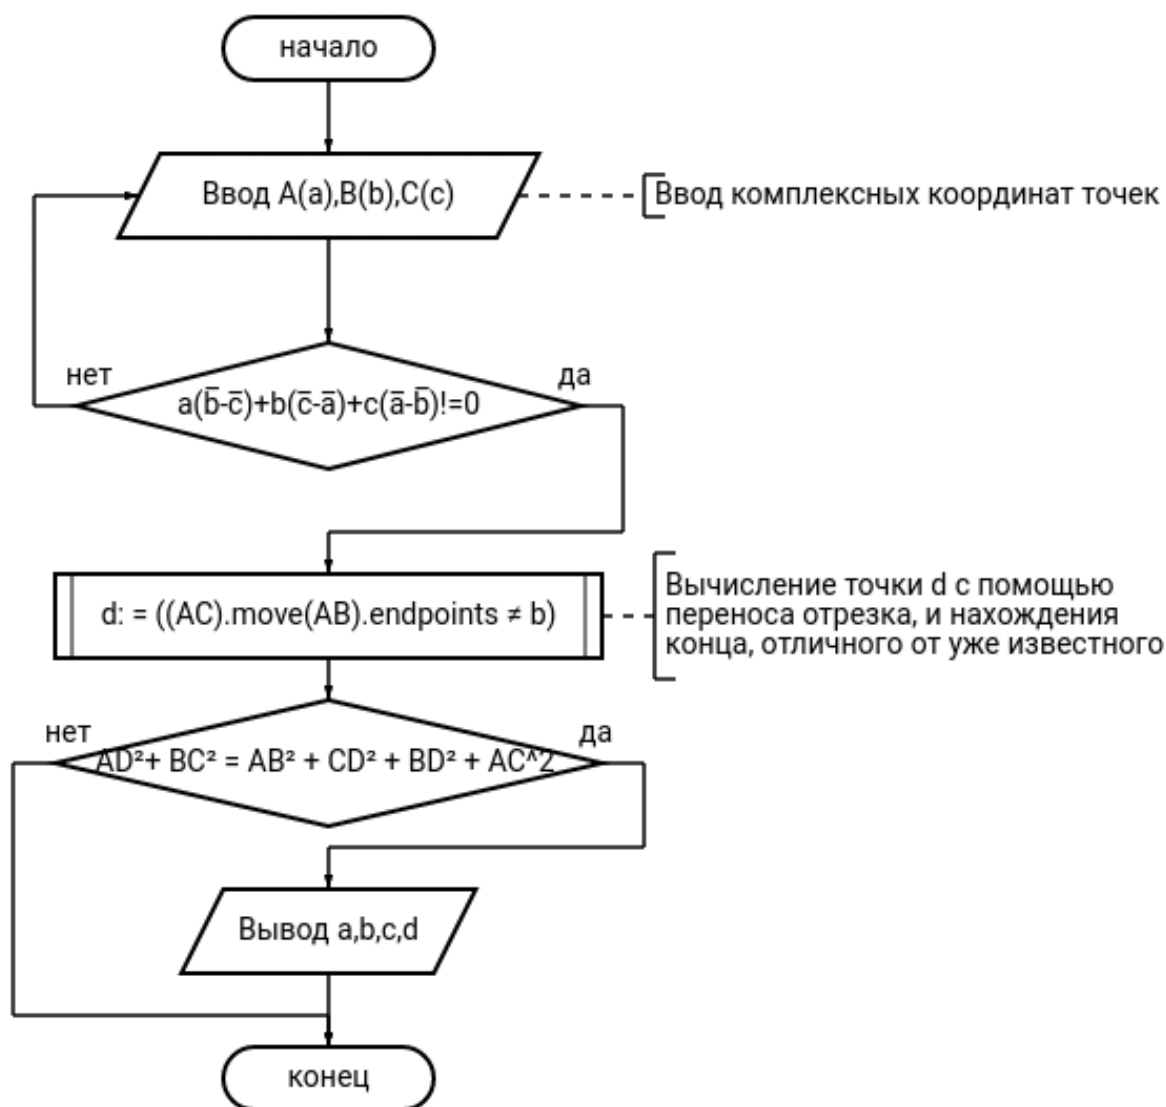 начало
Ввод A(a),B(b),C(c)
Ввод комплексных координат точек
нет
да
a(b̅-c̅)+b(c̅-a̅)+c(a̅-b̅)!=0
d: = ((AC).move(AB).endpoints ≠ b)
Вычисление точки d с помощью
переноса отрезка, и нахождения
конца, отличного от уже известного
нет
да
AD²+ BC² = AB² + CD² + BD² + AC^2
Вывод a,b,c,d
конец